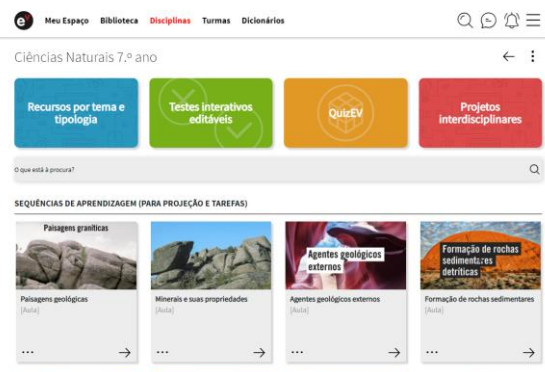 ev
Meu Espaço Biblioteca Disciplinas Turmas Dicionários
Ciências Naturais 7.º ano
Recursos por tema e
tipologia
Testes interativos
editáveis
QuizEV
Projetos
interdisciplinares
O que está à procura?
SEQUÊNCIAS DE APRENDIZAGEM (PARA PROJEÇÃO E TAREFAS)
Paisagens graníticas
Paisagens geológicas
[Aula]
Minerais e suas propriedades
[Aula]
Agentes geológicos
externos
Agentes geológicos externos
[Aula]
Formação de rochas
sedimentares
detríticas
Formação de rochas sedimentares
[Aula]